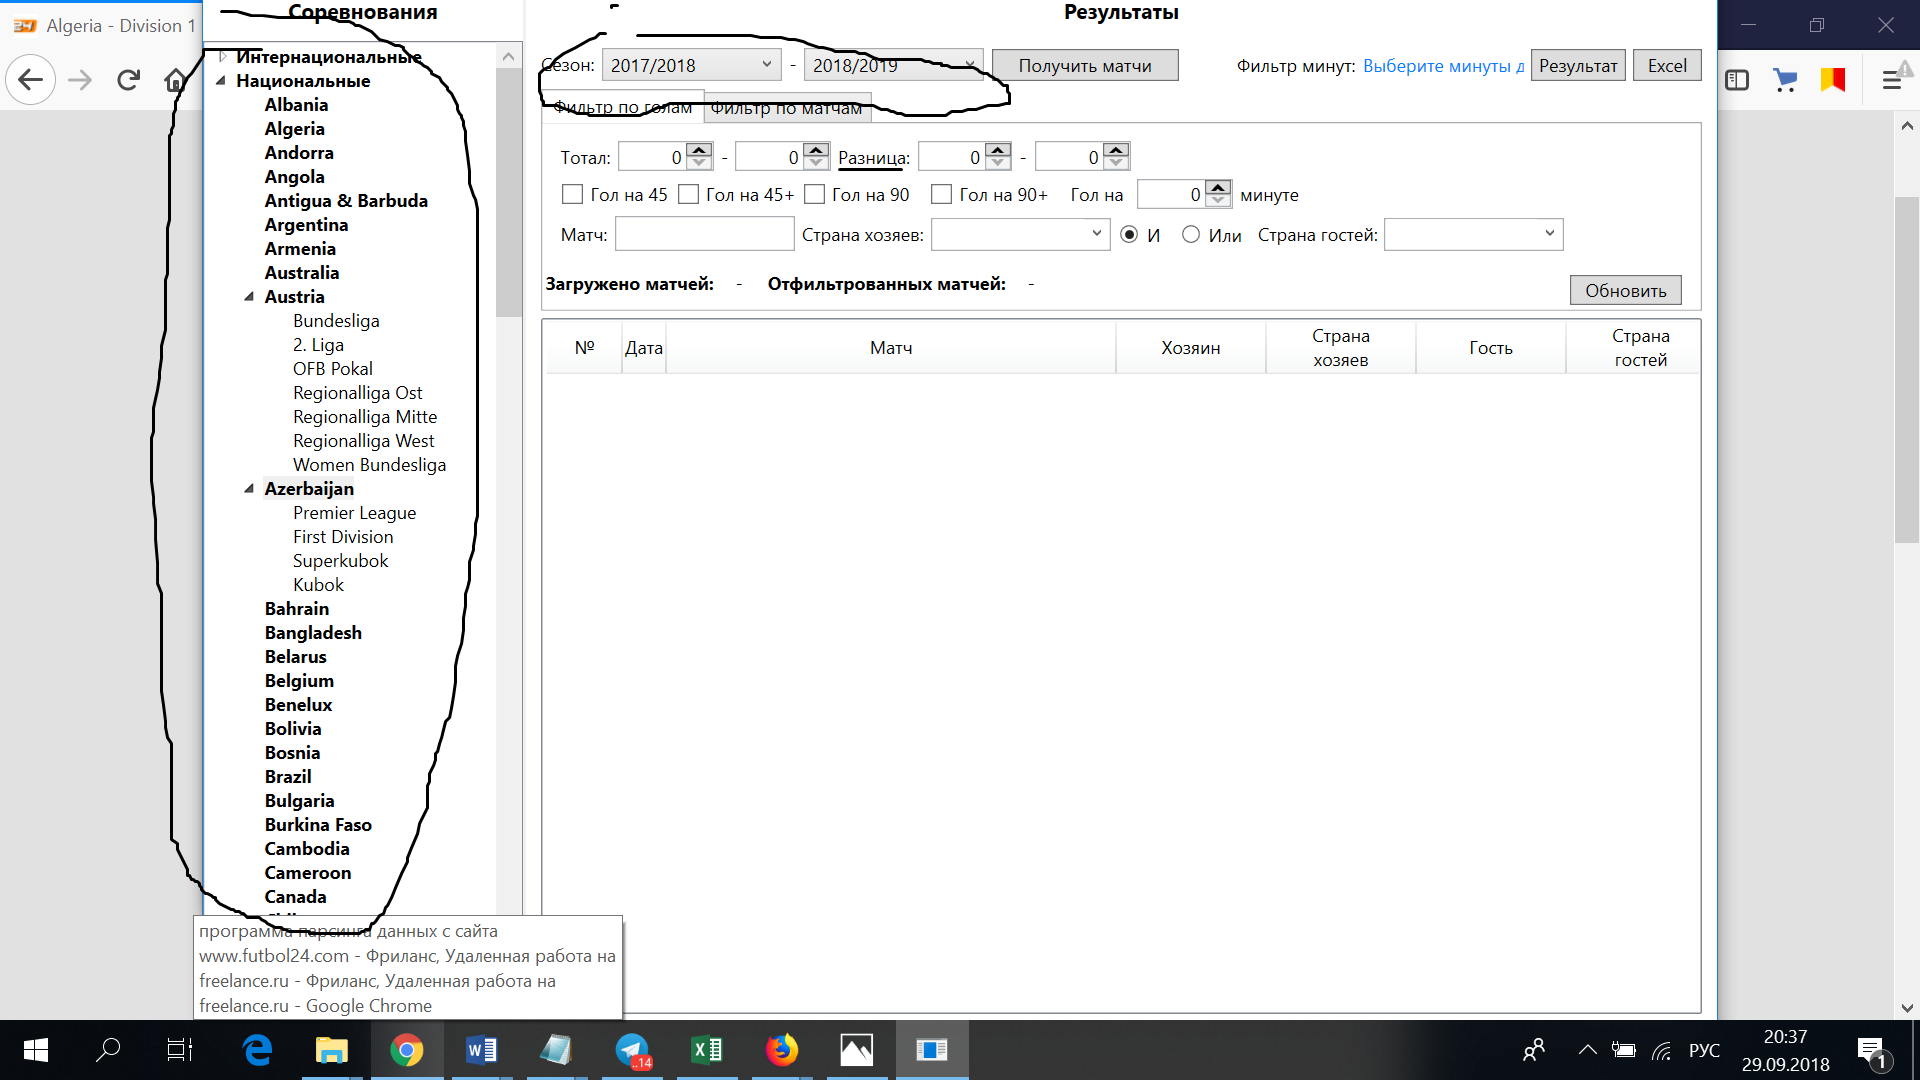 Algeria - Division 1
Соревнования
Интернациональные
Национальные
Albania
Algeria
Andorra
Angola
Antigua & Barbuda
Argentina
Armenia
Australia
Austria
Bundesliga
2. Liga
OFB Pokal
Regionalliga Ost
Regionalliga Mitte
Regionalliga West
Women Bundesliga
Azerbaijan
Premier League
First Division
Superkubok
Kubok
Bahrain
Bangladesh
Belarus
Belgium
Benelux
Bolivia
Bosnia
Brazil
Bulgaria
Burkina Faso
Cambodia
Cameroon
Canada
Результаты
Сезон: 2017/2018 - 2018/2019 Получить матчи Фильтр минут: Выберите минуты д Результат Excel
Фильтр по голам Фильтр по матчам
Тотал: 0 - 0 Разница: 0 - 0
Гол на 45 Гол на 45+ Гол на 90 Гол на 90+ Гол на 0 минуте
Матч: Страна хозяев: И Или Страна гостей:
Загружено матчей: - Отфильтрованных матчей: -
Обновить
№ Дата Матч Хозяин Страна хозяев Гость Страна гостей
программа парсинга данных с сайта
www.futbol24.com - Фриланс, Удаленная работа на
freelance.ru - Фриланс, Удаленная работа на
freelance.ru - Google Chrome
..14
РУС
20:37
29.09.2018
1